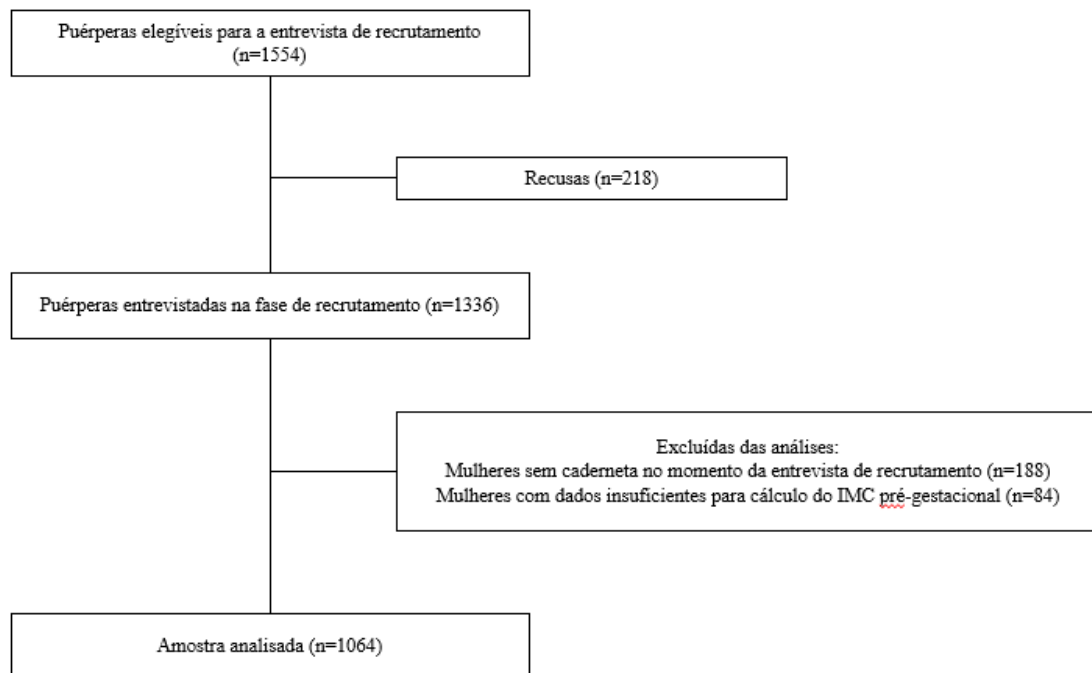 Puérperas elegíveis para a entrevista de recrutamento
(n=1554)
Recusas (n=218)
Puérperas entrevistadas na fase de recrutamento (n=1336)
Excluídas das análises:
Mulheres sem caderneta no momento da entrevista de recrutamento (n=188)
Mulheres com dados insuficientes para cálculo do IMC pré-gestacional (n=84)
Amostra analisada (n=1064)